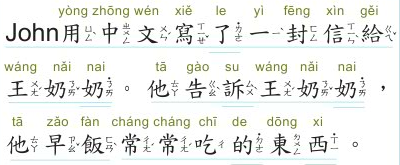 yòng zhōng wén xiě le yì fēng xìn gěi
John用中文寫了一封信給
wáng nǎi nai tā gào su wáng nǎi nai
王奶奶。他告訴王奶奶，
tā zǎo fàn cháng cháng chī de dōng xi
他早飯常常吃的東西。